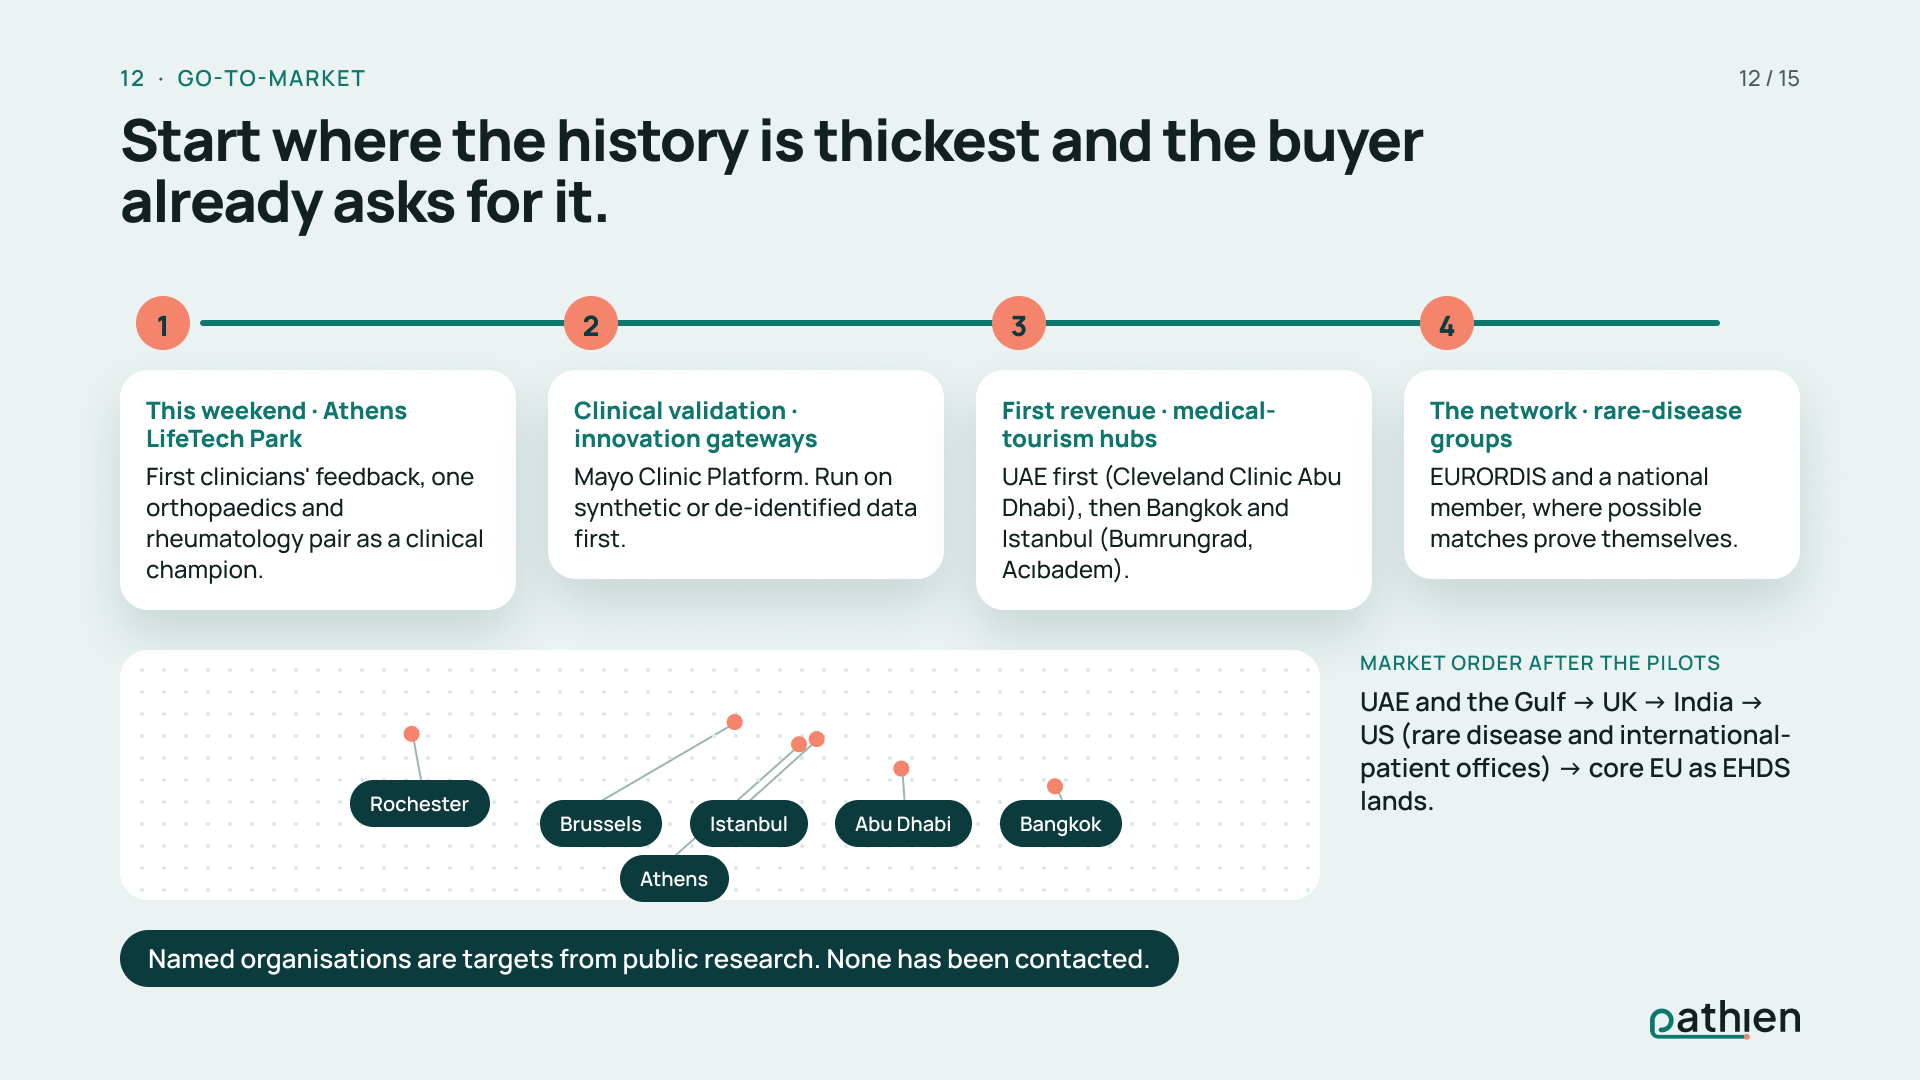 12 · GO-TO-MARKET
12 / 15
Start where the history is thickest and the buyer
already asks for it.
1
2
3
4
This weekend · Athens
LifeTech Park
First clinicians' feedback, one
orthopaedics and
rheumatology pair as a clinical
champion.
Clinical validation ·
innovation gateways
Mayo Clinic Platform. Run on
synthetic or de-identified data
first.
First revenue · medical-
tourism hubs
UAE first (Cleveland Clinic Abu
Dhabi), then Bangkok and
Istanbul (Bumrungrad,
Acıbadem).
The network · rare-disease
groups
EURORDIS and a national
member, where possible
matches prove themselves.
Rochester
Brussels
Istanbul
Abu Dhabi
Bangkok
Athens
MARKET ORDER AFTER THE PILOTS
UAE and the Gulf → UK → India →
US (rare disease and international-
patient offices) → core EU as EHDS
lands.
Named organisations are targets from public research. None has been contacted.
pathıen